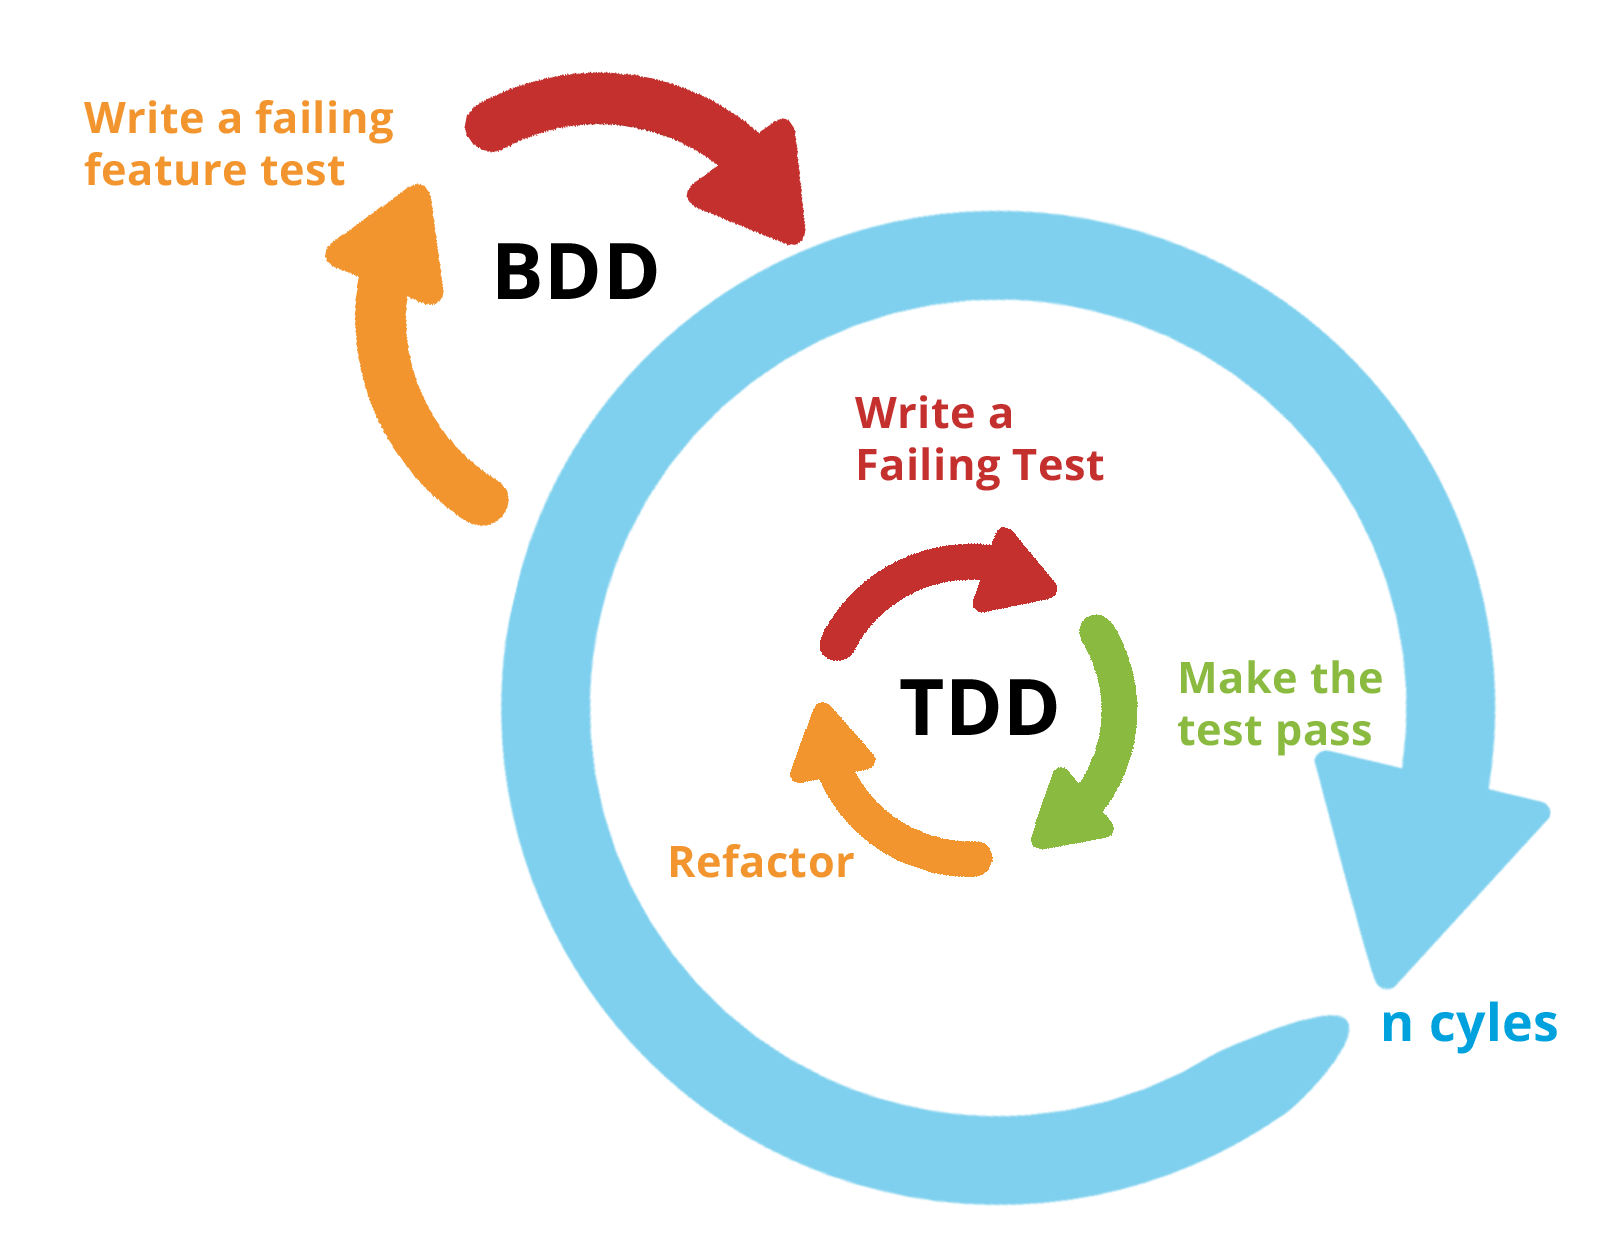 Write a failing
feature test
BDD
Write a
Failing Test
TDD
Make the
test pass
Refactor
n cyles